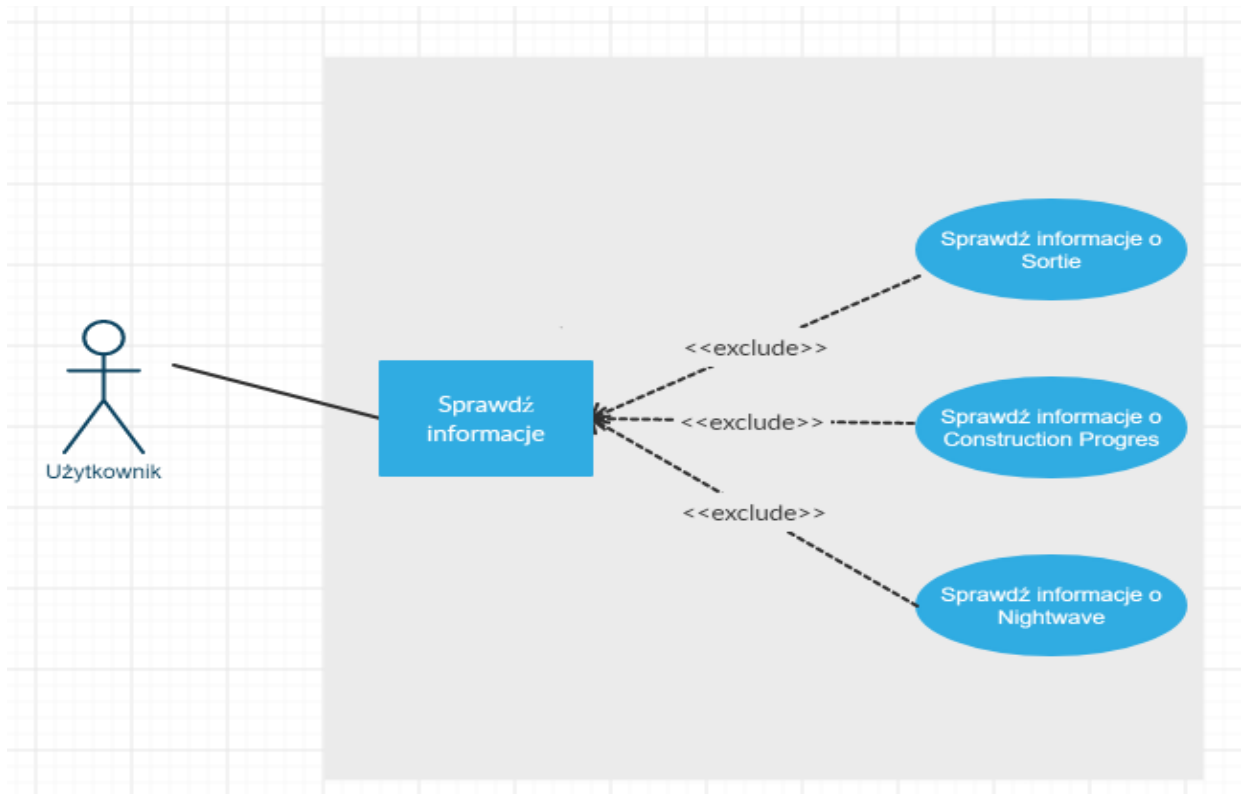 Sprawdź informacje o
Sortie
<<exclude>>
Sprawdź
informacje
<<exclude>>
Sprawdź informacje o
Construction Progres
Użytkownik
<<exclude>>
Sprawdź informacje o
Nightwave